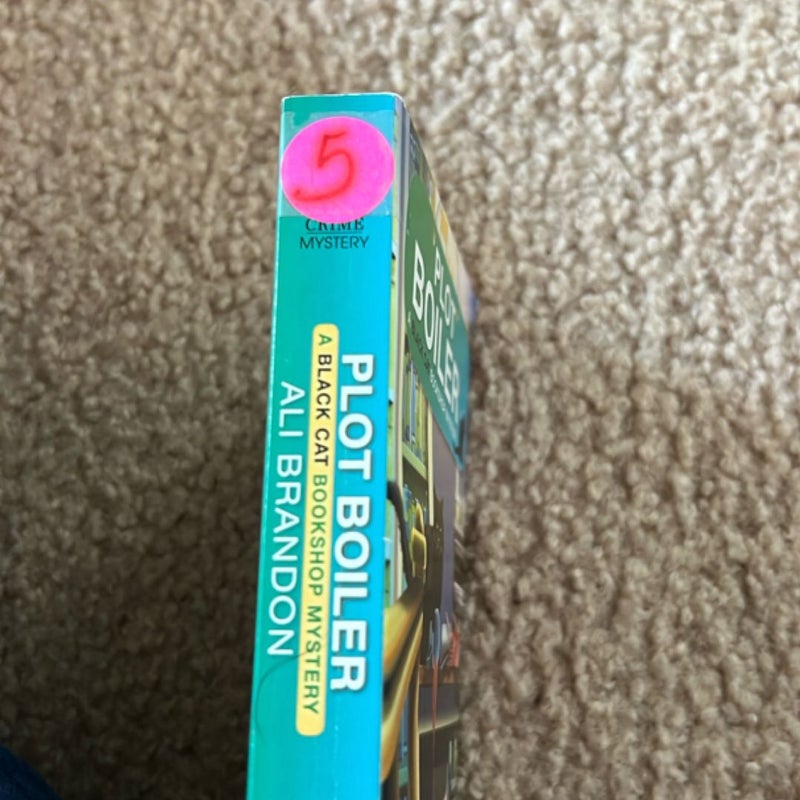 5
CRIME
MYSTERY
PLOT BOILER
A BLACK CAT BOOKSHOP MYSTERY
ALI BRANDON
PLOT
BOILER